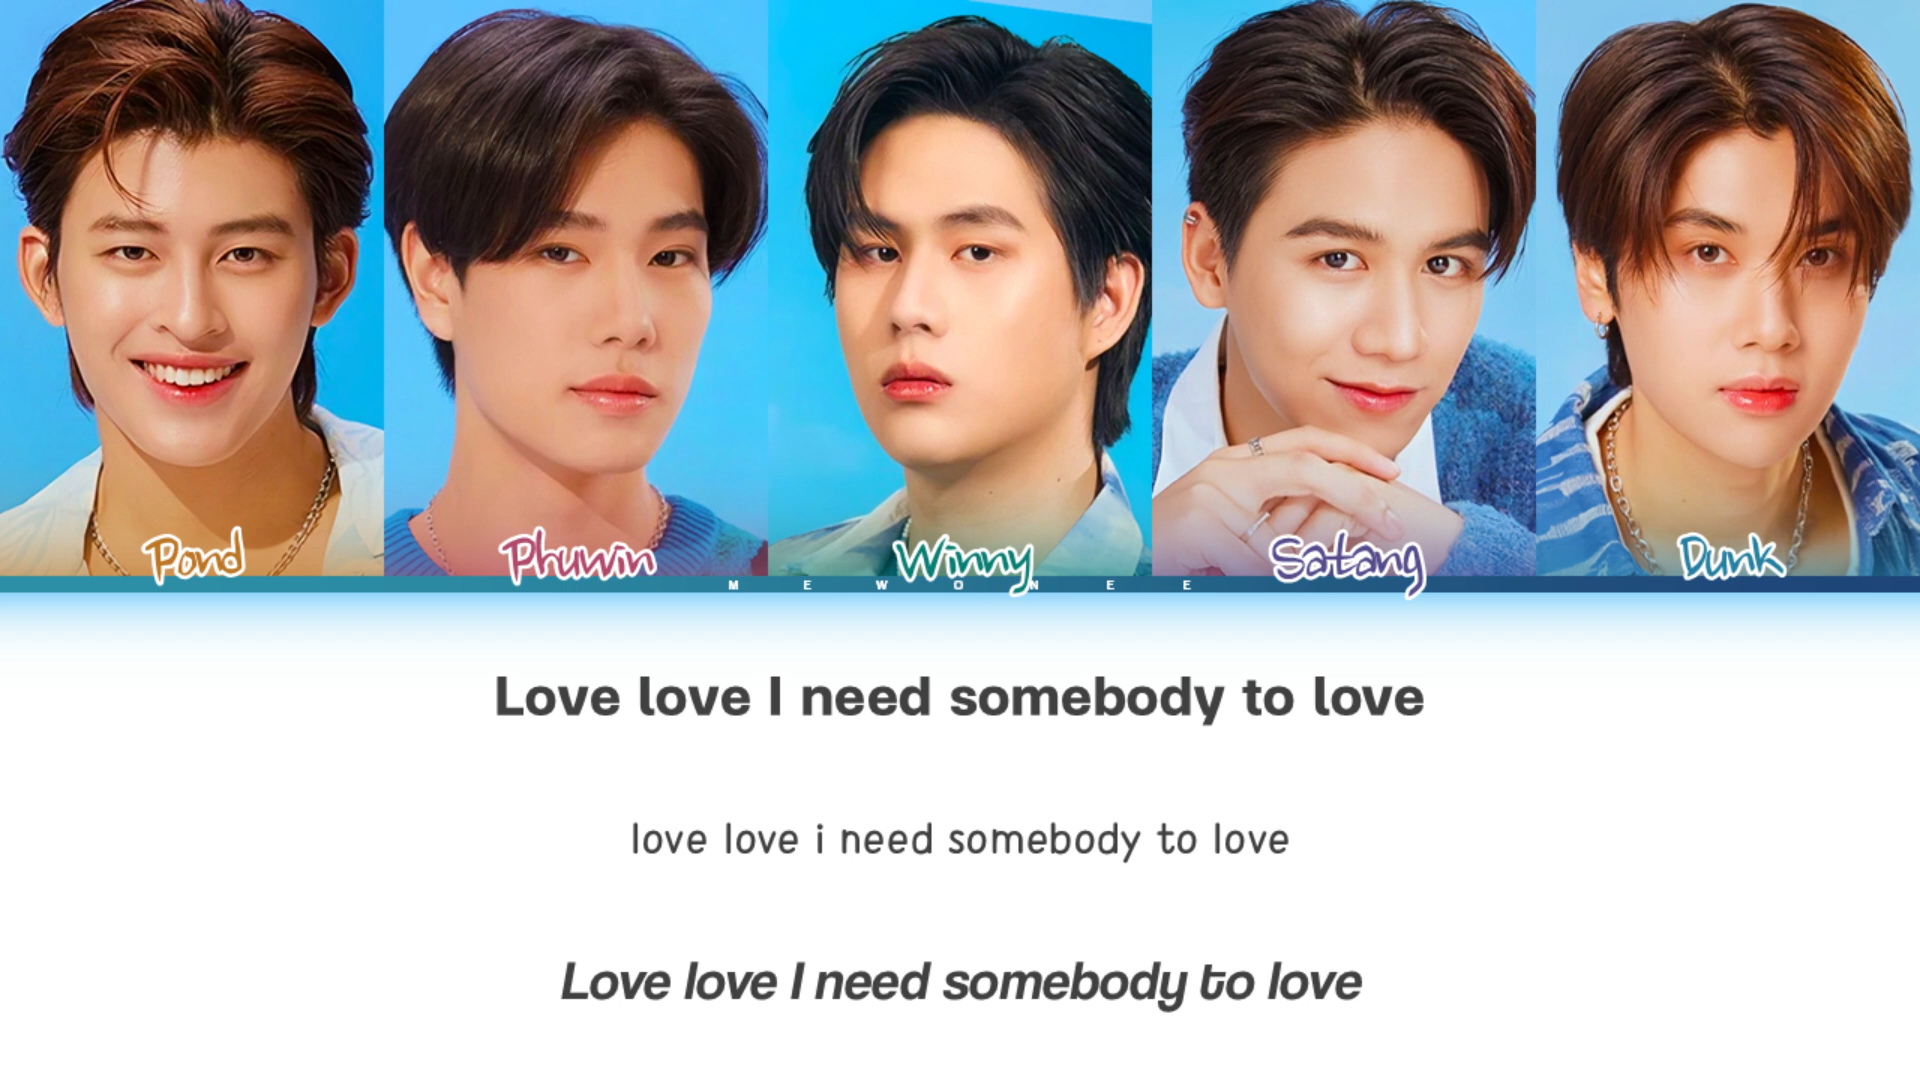 Pond Phuwin Winny Satang Dunk
MEWONEE
Love love I need somebody to love
love love i need somebody to love
Love love I need somebody to love